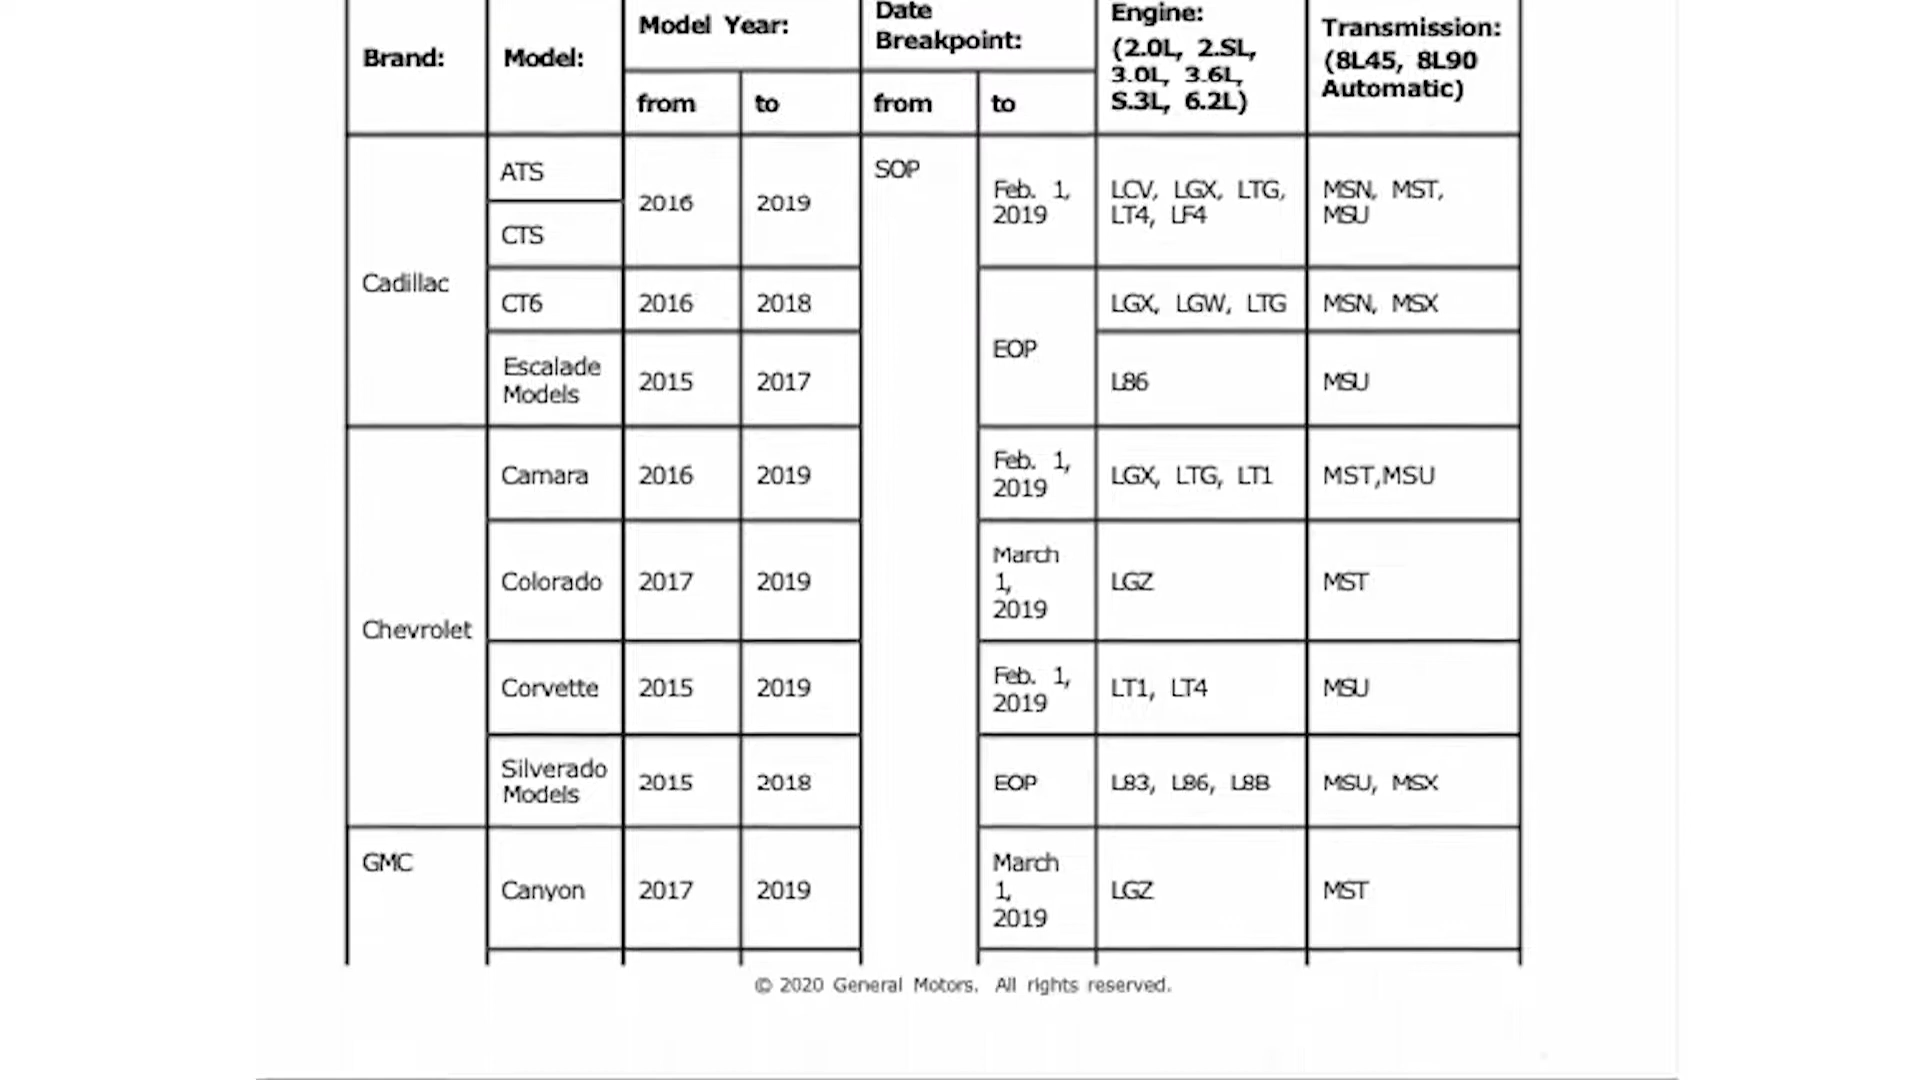 Brand:
Model:
Model Year:
Date
Breakpoint:
Engine:
(2.0L, 2.SL,
3.0L, 3.6L,
S.3L, 6.2L)
Transmission:
(8L45, 8L90
Automatic)
from
to
from
to
Cadillac
ATS
CTS
2016
2019
SOP
Feb. 1,
2019
LCV, LGX, LTG,
LT4, LF4
MSN, MST,
MSU
CT6
2016
2018
EOP
LGX, LGW, LTG
MSN, MSX
Escalade
Models
2015
2017
L86
MSU
Chevrolet
Camara
2016
2019
Feb. 1,
2019
LGX, LTG, LT1
MST,MSU
Colorado
2017
2019
March
1,
2019
LGZ
MST
Corvette
2015
2019
Feb. 1,
2019
LT1, LT4
MSU
Silverado
Models
2015
2018
EOP
L83, L86, L8B
MSU, MSX
GMC
Canyon
2017
2019
March
1,
2019
LGZ
MST
© 2020 General Motors. All rights reserved.